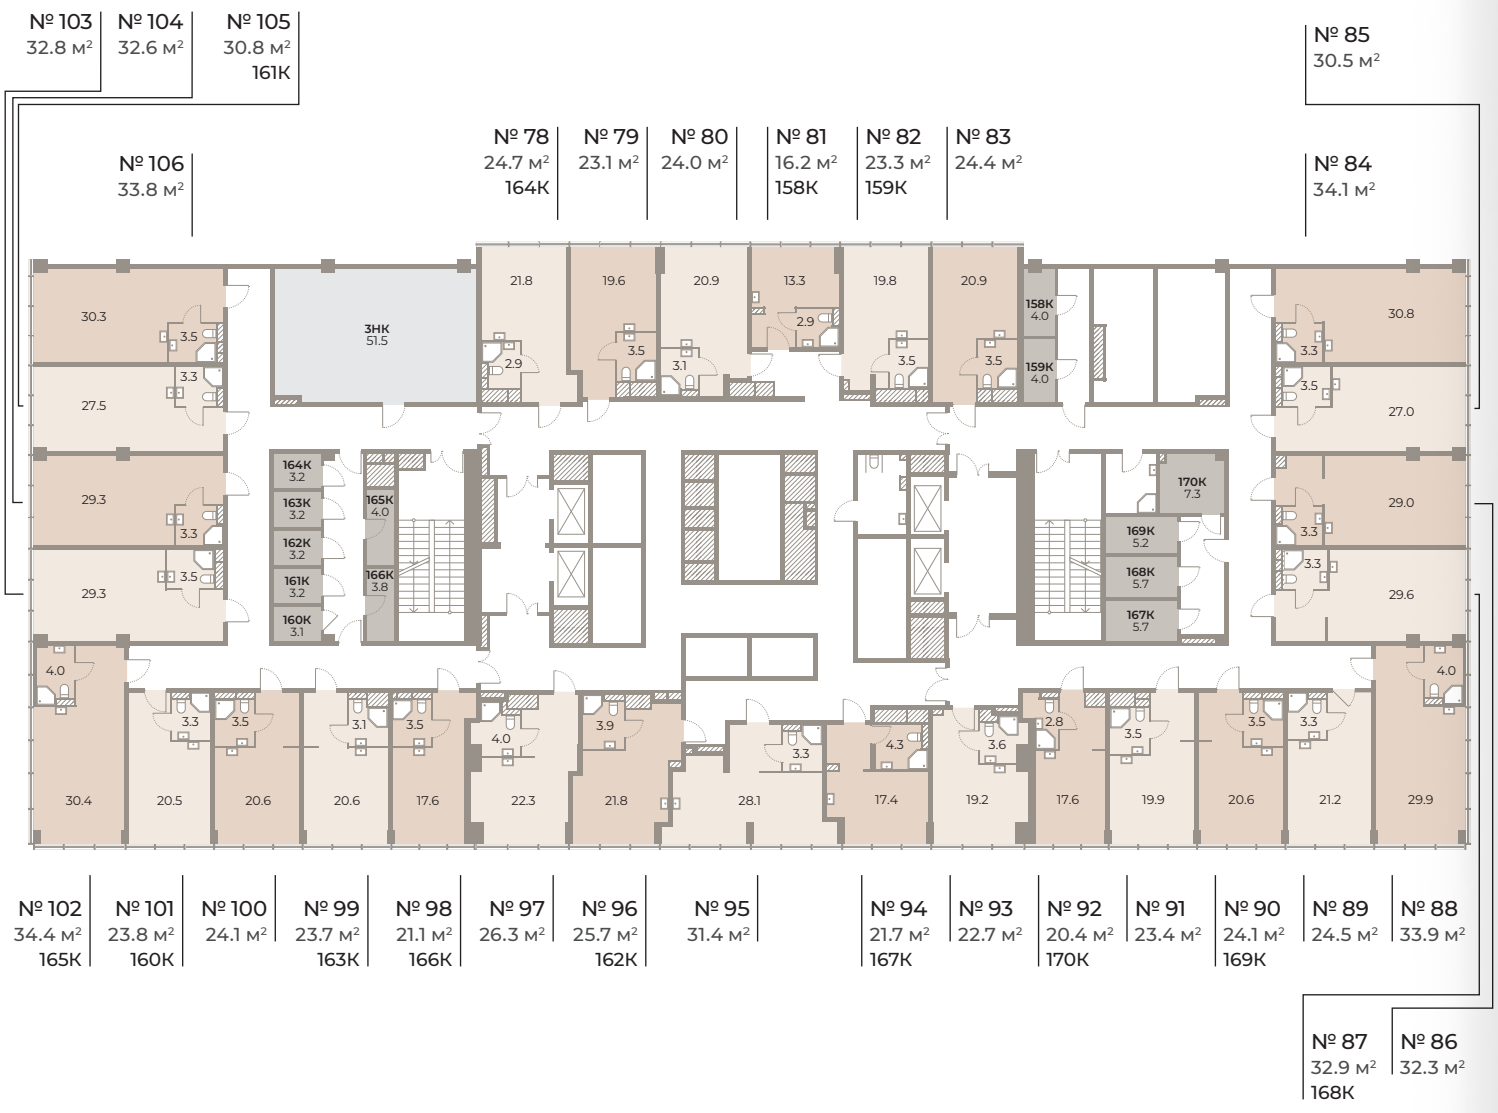 № 103
32.8 м²
№ 104
32.6 м²
№ 105
30.8 м²
161К
№ 85
30.5 м²
№ 106
33.8 м²
№ 78
24.7 м²
164К
№ 79
23.1 м²
№ 80
24.0 м²
№ 81
16.2 м²
158К
№ 82
23.3 м²
159К
№ 83
24.4 м²
№ 84
34.1 м²
30.3
3.5
3НК
51.5
21.8
2.9
19.6
3.5
20.9
3.1
13.3
2.9
19.8
3.5
20.9
3.5
158К
4.0
159К
4.0
30.8
3.3
27.5
3.3
3.5
27.0
29.3
3.3
164К
3.2
163К
3.2
162К
3.2
161К
3.2
160К
3.1
165К
4.0
166К
3.8
170К
7.3
169К
5.2
168К
5.7
167К
5.7
29.0
3.3
29.3
3.5
3.3
29.6
4.0
30.4
3.3
20.5
3.5
20.6
3.1
20.6
3.5
17.6
4.0
22.3
3.9
21.8
3.3
28.1
4.3
17.4
3.6
19.2
2.8
17.6
3.5
19.9
3.5
20.6
3.3
21.2
4.0
29.9
№ 102
34.4 м²
165К
№ 101
23.8 м²
160К
№ 100
24.1 м²
№ 99
23.7 м²
163К
№ 98
21.1 м²
166К
№ 97
26.3 м²
№ 96
25.7 м²
162К
№ 95
31.4 м²
№ 94
21.7 м²
167К
№ 93
22.7 м²
№ 92
20.4 м²
170К
№ 91
23.4 м²
№ 90
24.1 м²
169К
№ 89
24.5 м²
№ 88
33.9 м²
№ 87
32.9 м²
168К
№ 86
32.3 м²